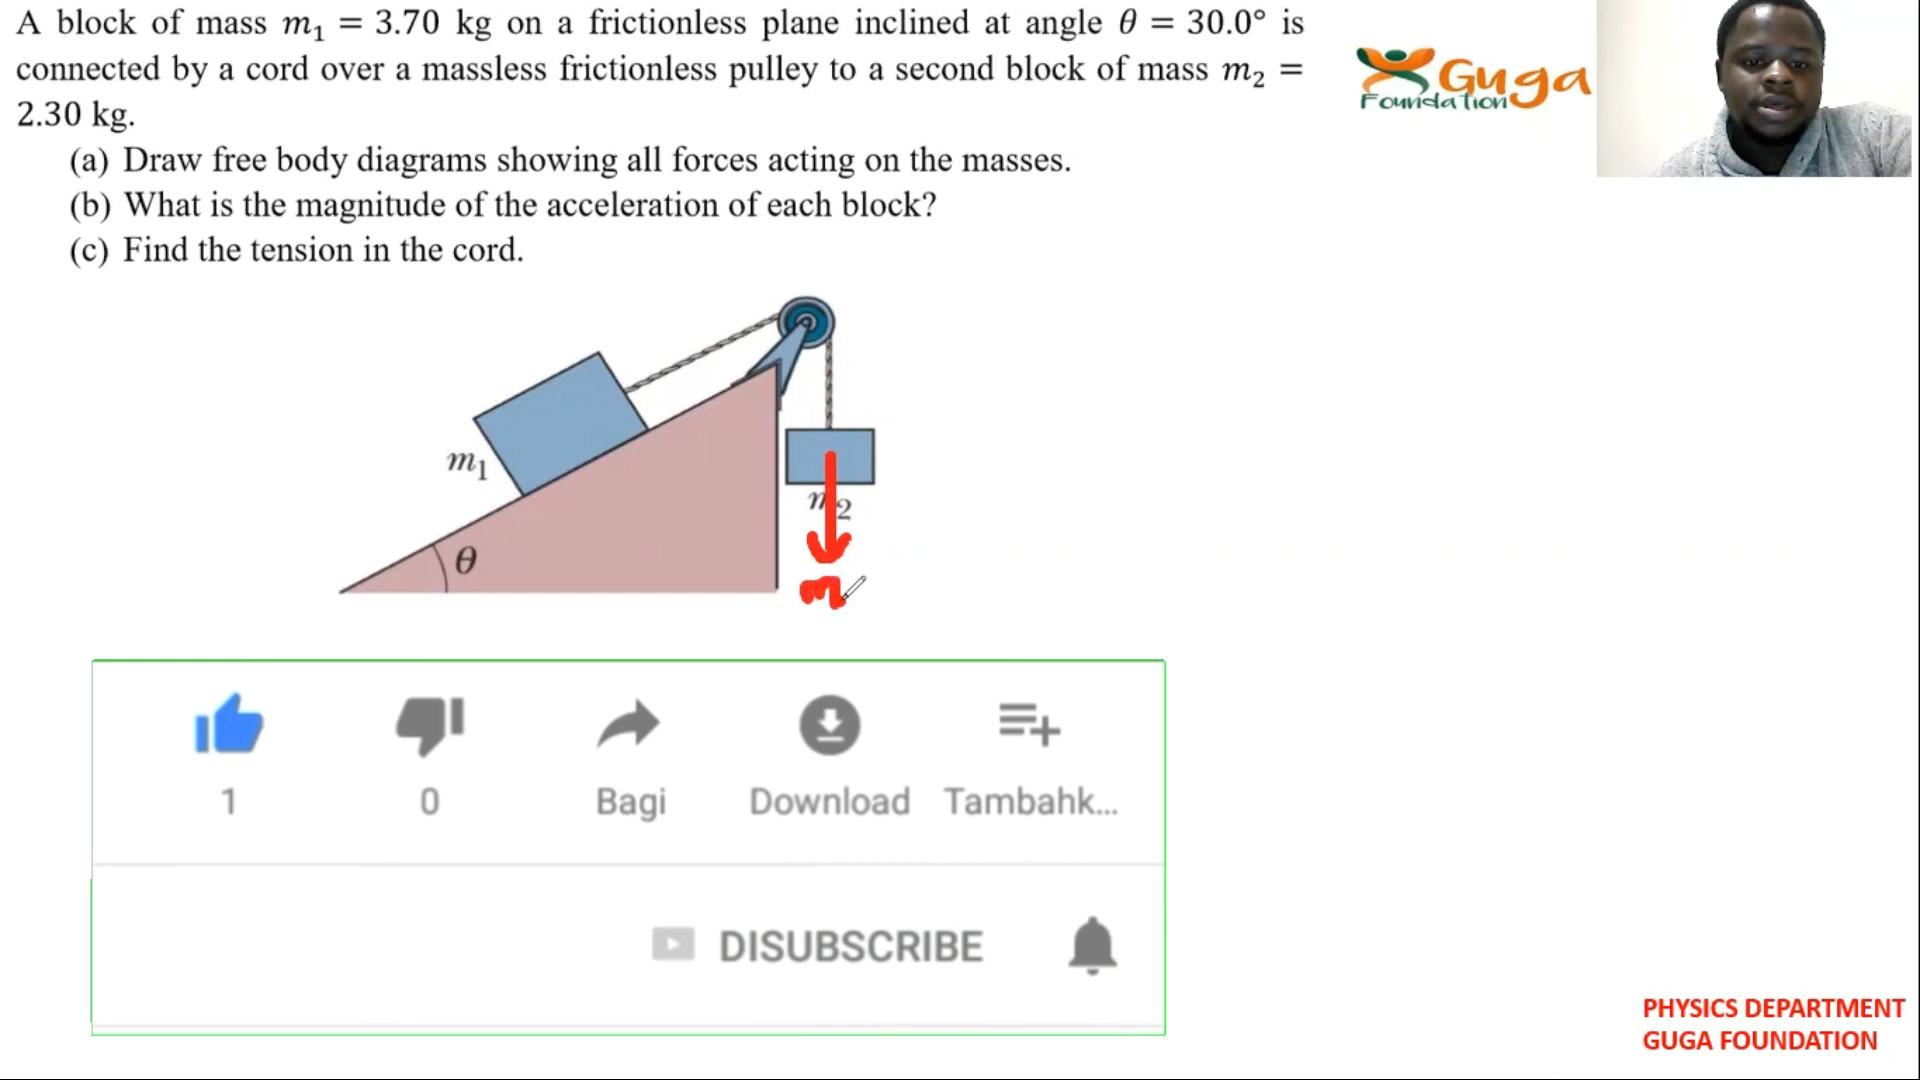 A block of mass m₁ = 3.70 kg on a frictionless plane inclined at angle θ = 30.0° is
connected by a cord over a massless frictionless pulley to a second block of mass m₂ =
2.30 kg.
(a) Draw free body diagrams showing all forces acting on the masses.
(b) What is the magnitude of the acceleration of each block?
(c) Find the tension in the cord.
Guga
Foundation
m₁
m₂
θ
m
1
0
Bagi
Download
Tambahk...
DISUBSCRIBE
PHYSICS DEPARTMENT
GUGA FOUNDATION